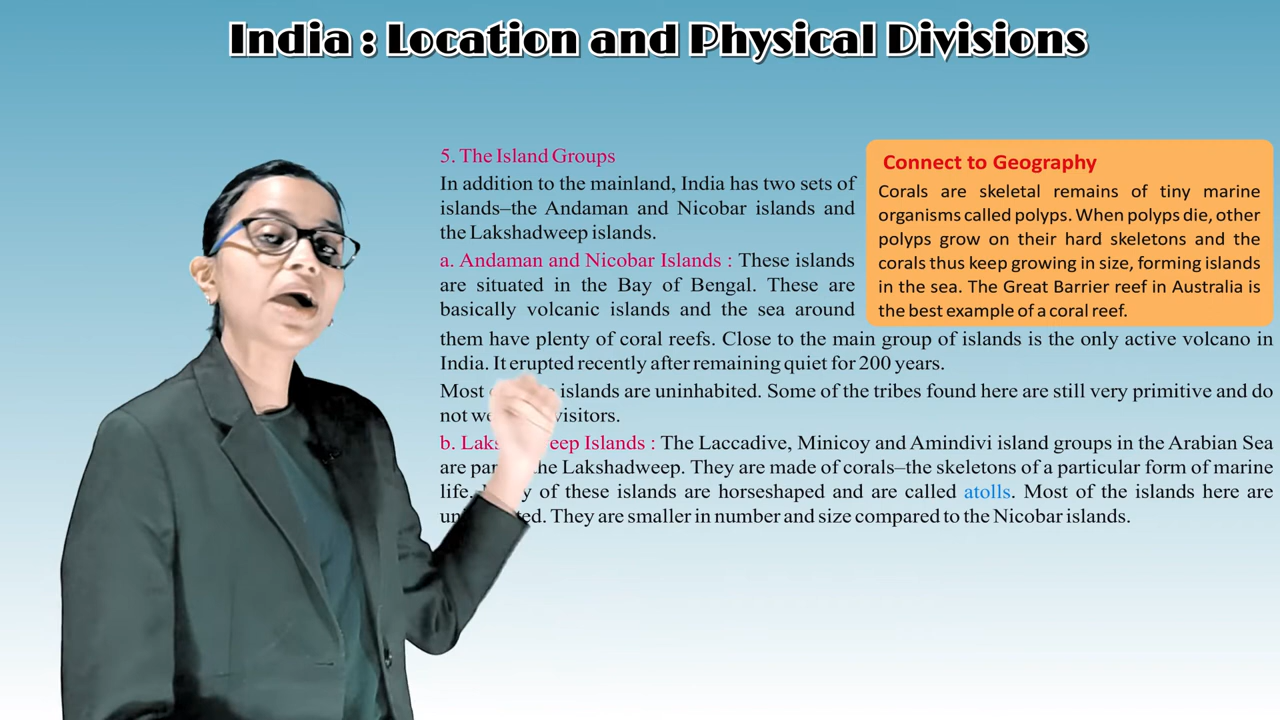 India : Location and Physical Divisions
5. The Island Groups
In addition to the mainland, India has two sets of
islands–the Andaman and Nicobar islands and
the Lakshadweep islands.
a. Andaman and Nicobar Islands : These islands
are situated in the Bay of Bengal. These are
basically volcanic islands and the sea around
them have plenty of coral reefs. Close to the main group of islands is the only active volcano in
India. It erupted recently after remaining quiet for 200 years.
Most islands are uninhabited. Some of the tribes found here are still very primitive and do
not visitors.
b. Islands : The Laccadive, Minicoy and Amindivi island groups in the Arabian Sea
are the Lakshadweep. They are made of corals–the skeletons of a particular form of marine
life. of these islands are horseshaped and are called atolls. Most of the islands here are
They are smaller in number and size compared to the Nicobar islands.
Connect to Geography
Corals are skeletal remains of tiny marine
organisms called polyps. When polyps die, other
polyps grow on their hard skeletons and the
corals thus keep growing in size, forming islands
in the sea. The Great Barrier reef in Australia is
the best example of a coral reef.